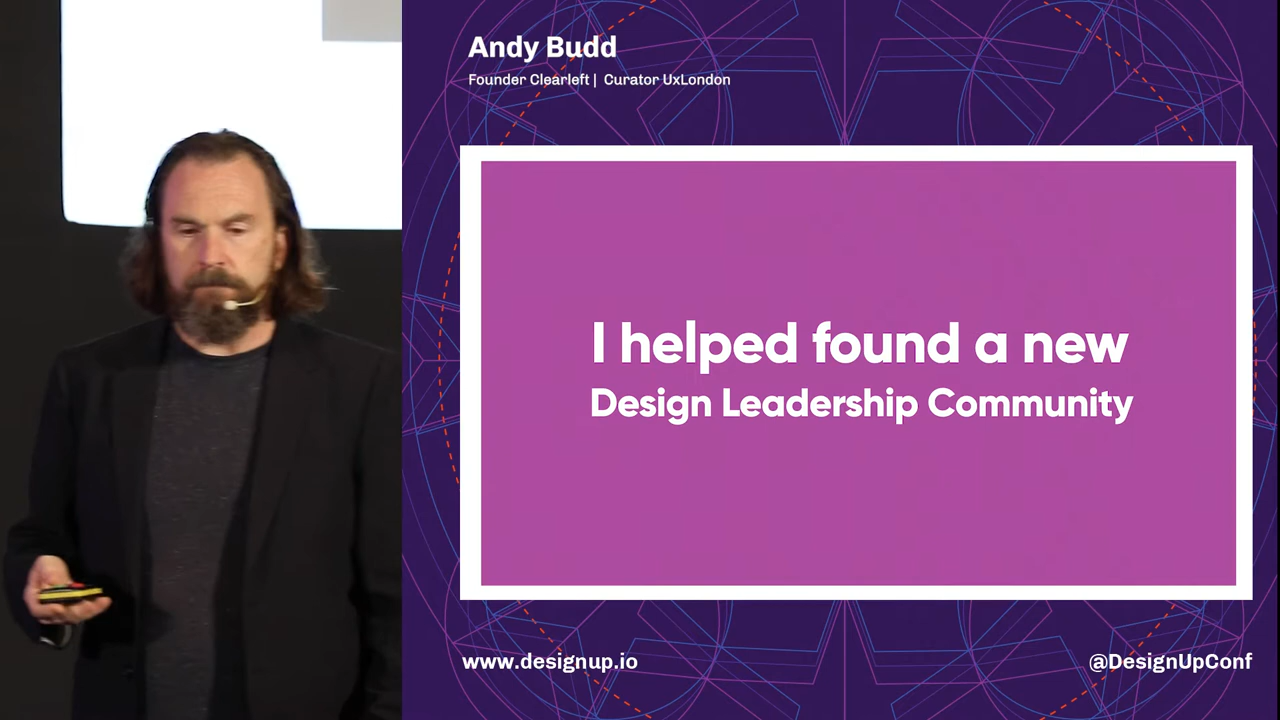 Andy Budd
Founder Clearleft | Curator UxLondon
I helped found a new
Design Leadership Community
www.designup.io
@DesignUpConf